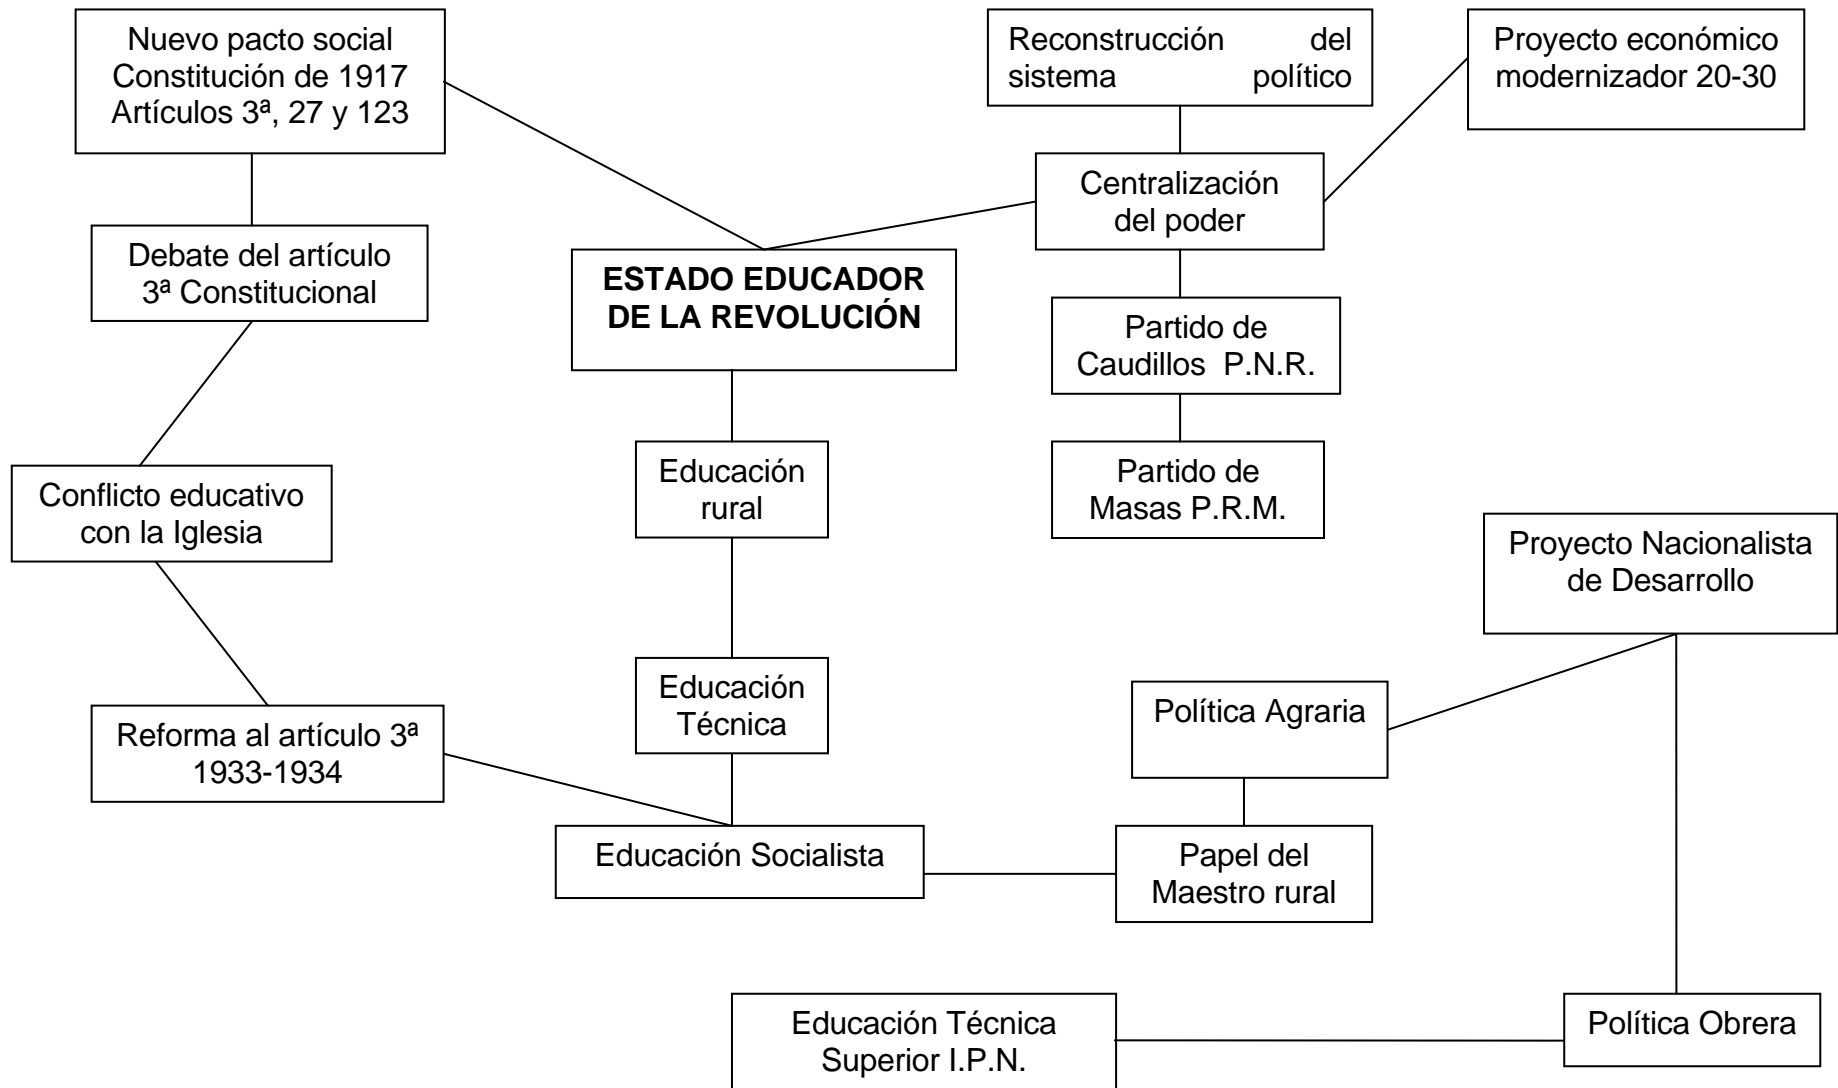 Nuevo pacto social
Constitución de 1917
Artículos 3ª, 27 y 123
Reconstrucción del
sistema político
Proyecto económico
modernizador 20-30
Centralización
del poder
Debate del artículo
3ª Constitucional
ESTADO EDUCADOR
DE LA REVOLUCIÓN
Partido de
Caudillos P.N.R.
Educación
rural
Partido de
Masas P.R.M.
Conflicto educativo
con la Iglesia
Proyecto Nacionalista
de Desarrollo
Educación
Técnica
Política Agraria
Reforma al artículo 3ª
1933-1934
Educación Socialista
Papel del
Maestro rural
Educación Técnica
Superior I.P.N.
Política Obrera